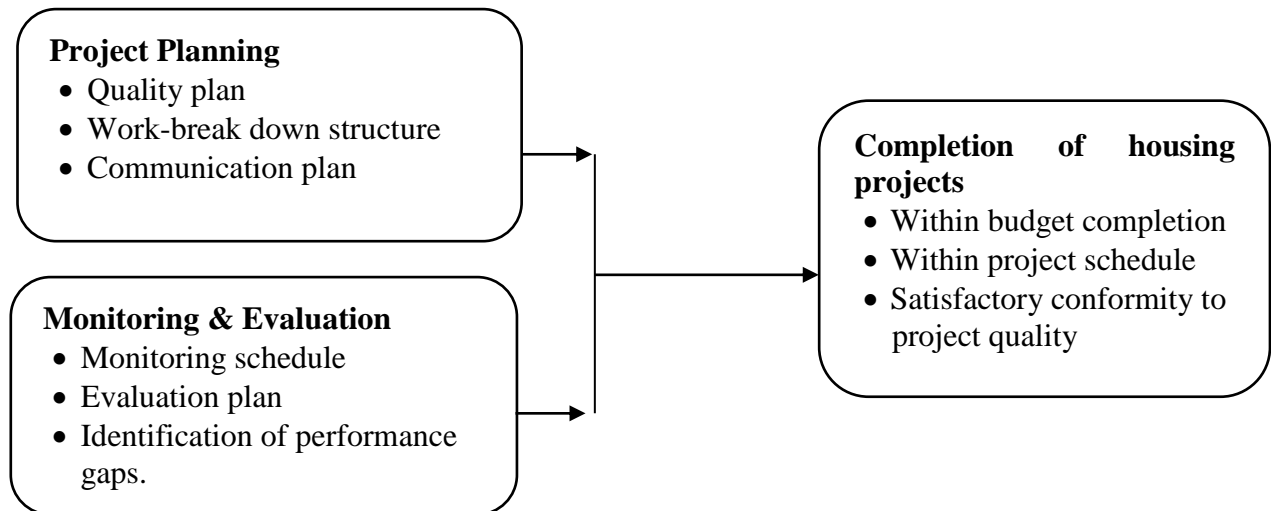 Project Planning
• Quality plan
• Work-break down structure
• Communication plan
Monitoring & Evaluation
• Monitoring schedule
• Evaluation plan
• Identification of performance
gaps.
Completion of housing
projects
• Within budget completion
• Within project schedule
• Satisfactory conformity to
project quality